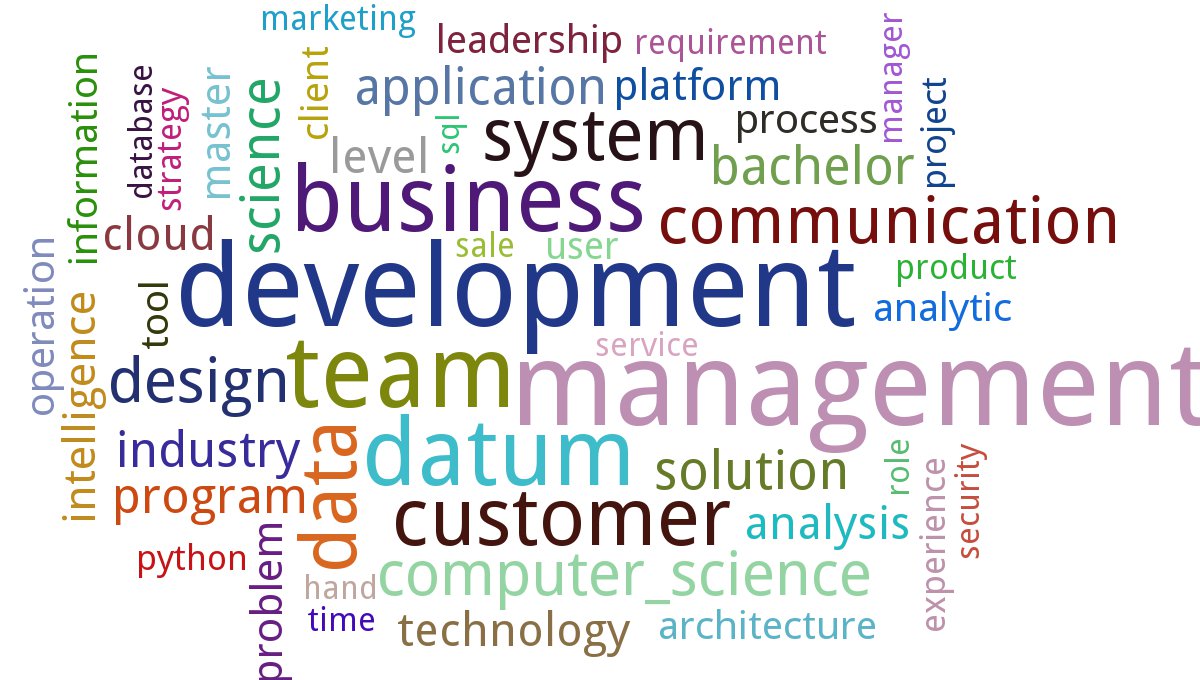 marketing
leadership
requirement
manager
information
database
strategy
master
science
client
application
platform
process
project
sql
system
level
bachelor
business
communication
cloud
sale
user
development
product
analytic
operation
tool
intelligence
service
design
team
management
industry
data
datum
solution
role
experience
security
program
customer
analysis
python
problem
hand
computer_science
time
technology
architecture